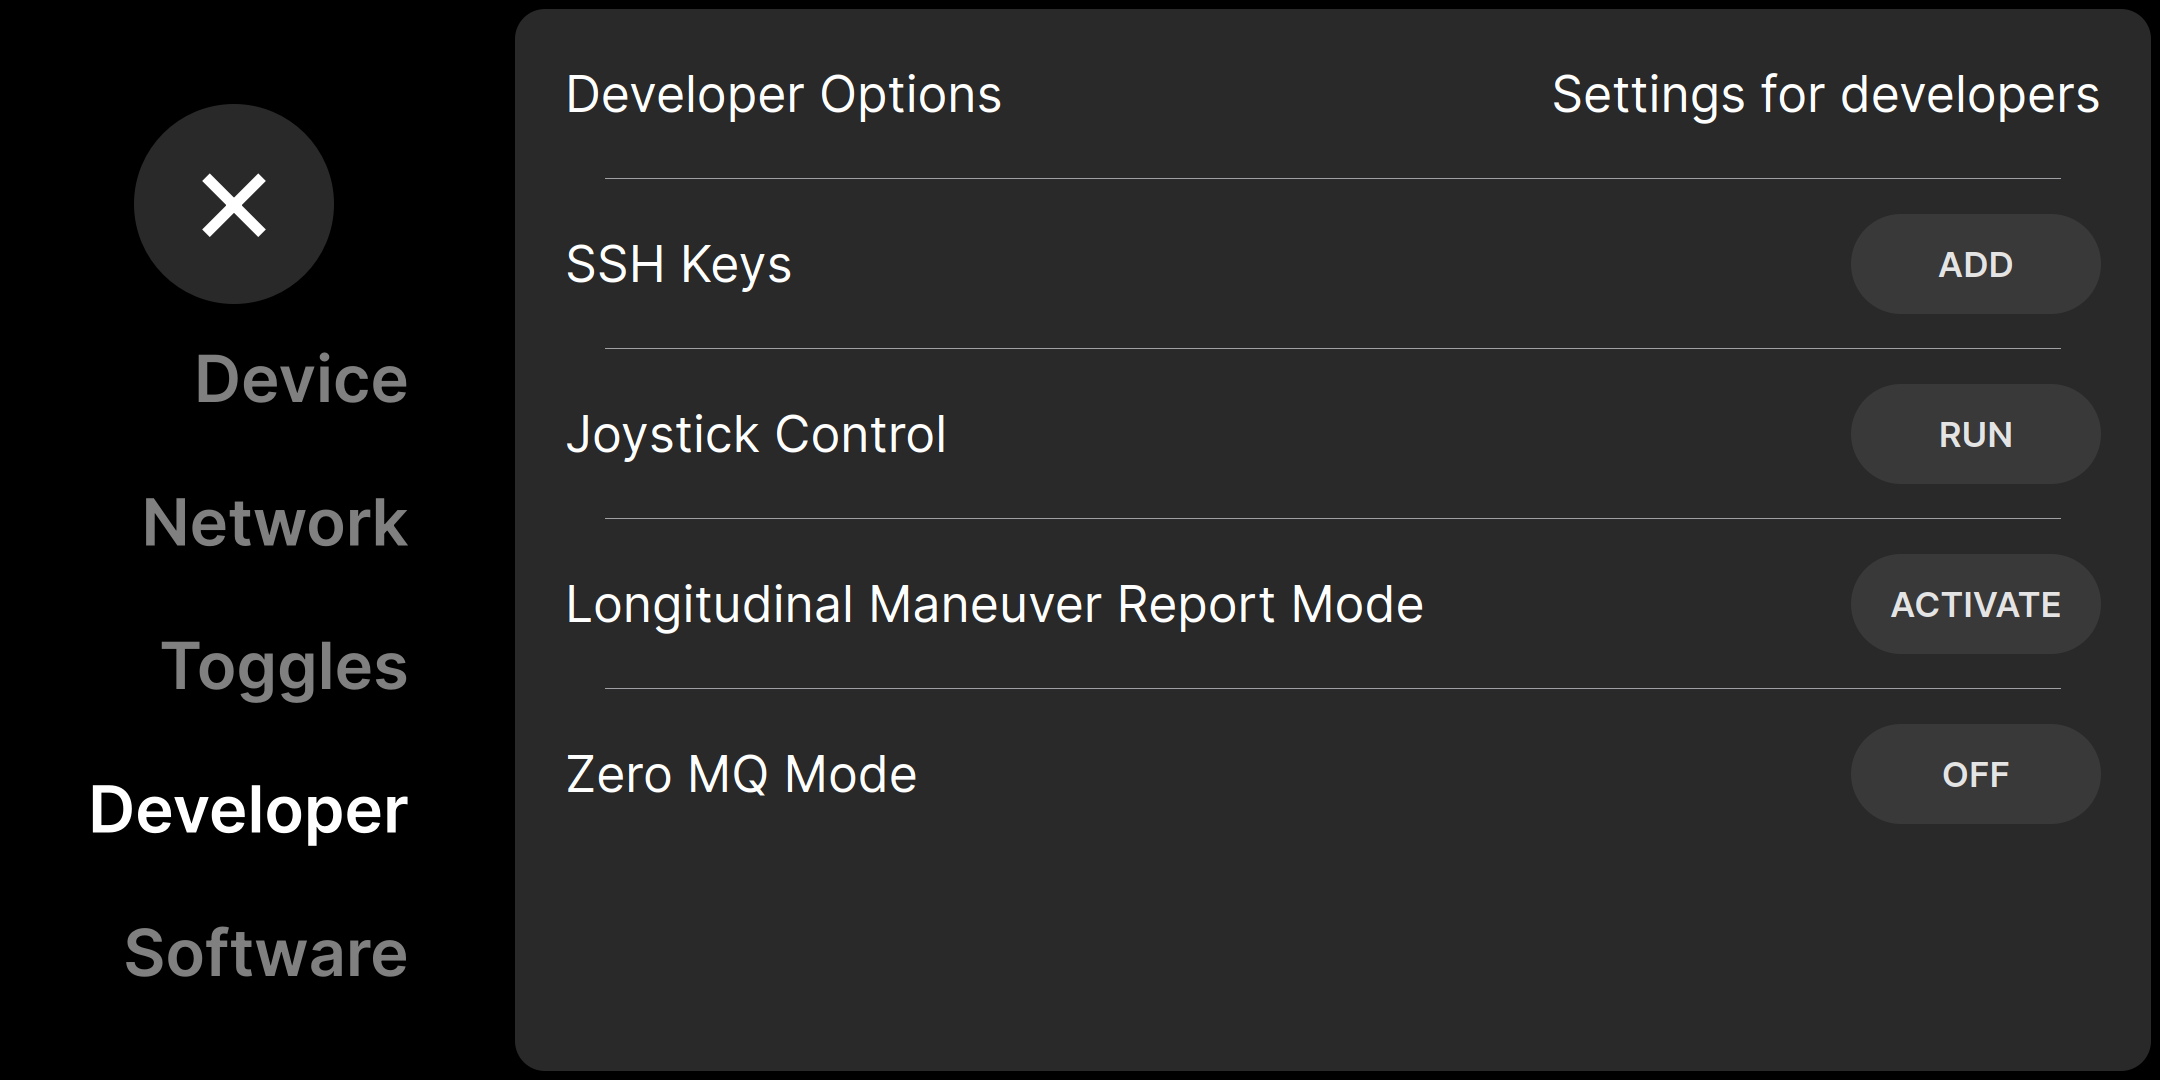 Device
Network
Toggles
Developer
Software
Developer Options Settings for developers
SSH Keys ADD
Joystick Control RUN
Longitudinal Maneuver Report Mode ACTIVATE
Zero MQ Mode OFF